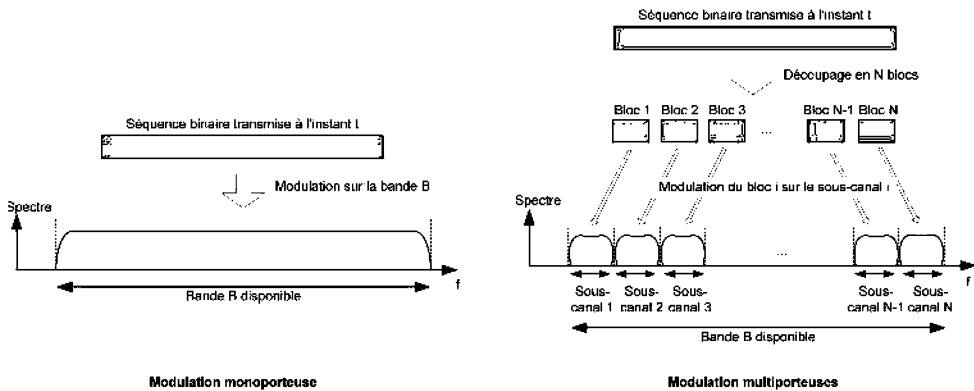 Séquence binaire transmise à l'instant t
Modulation sur la bande B
Spectre
f
Bande B disponible
Modulation monoporteuse
Séquence binaire transmise à l'instant t
Découpage en N blocs
Bloc 1 Bloc 2 Bloc 3 ... Bloc N-1 Bloc N
Modulation du bloc i sur le sous-canal i
Spectre
...
f
Sous-canal 1 Sous-canal 2 Sous-canal 3 Sous-canal N-1 Sous-canal N
Bande B disponible
Modulation multiporteuses